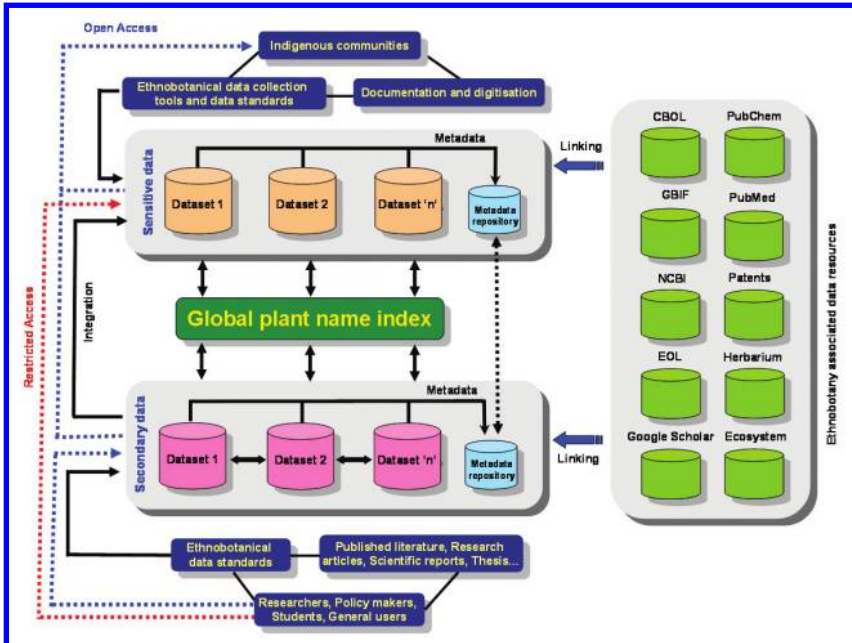 Open Access
Indigenous communities
Ethnobotanical data collection
tools and data standards
Documentation and digitisation
Metadata
Sensitive data
Dataset 1
Dataset 2
Dataset 'n'.
Metadata
repository
Linking
Global plant name index
Integration
Restricted Access
Metadata
Secondary data
Dataset 1
Dataset 2
Dataset 'n'.
Metadata
repository
Linking
Ethnobotanical
data standards
Published literature, Research
articles, Scientific reports, Thesis...
Researchers, Policy makers,
Students, General users
CBOL
PubChem
GBIF
PubMed
NCBI
Patents
EOL
Herbarium
Google Scholar
Ecosystem
Ethnobotany associated data resources